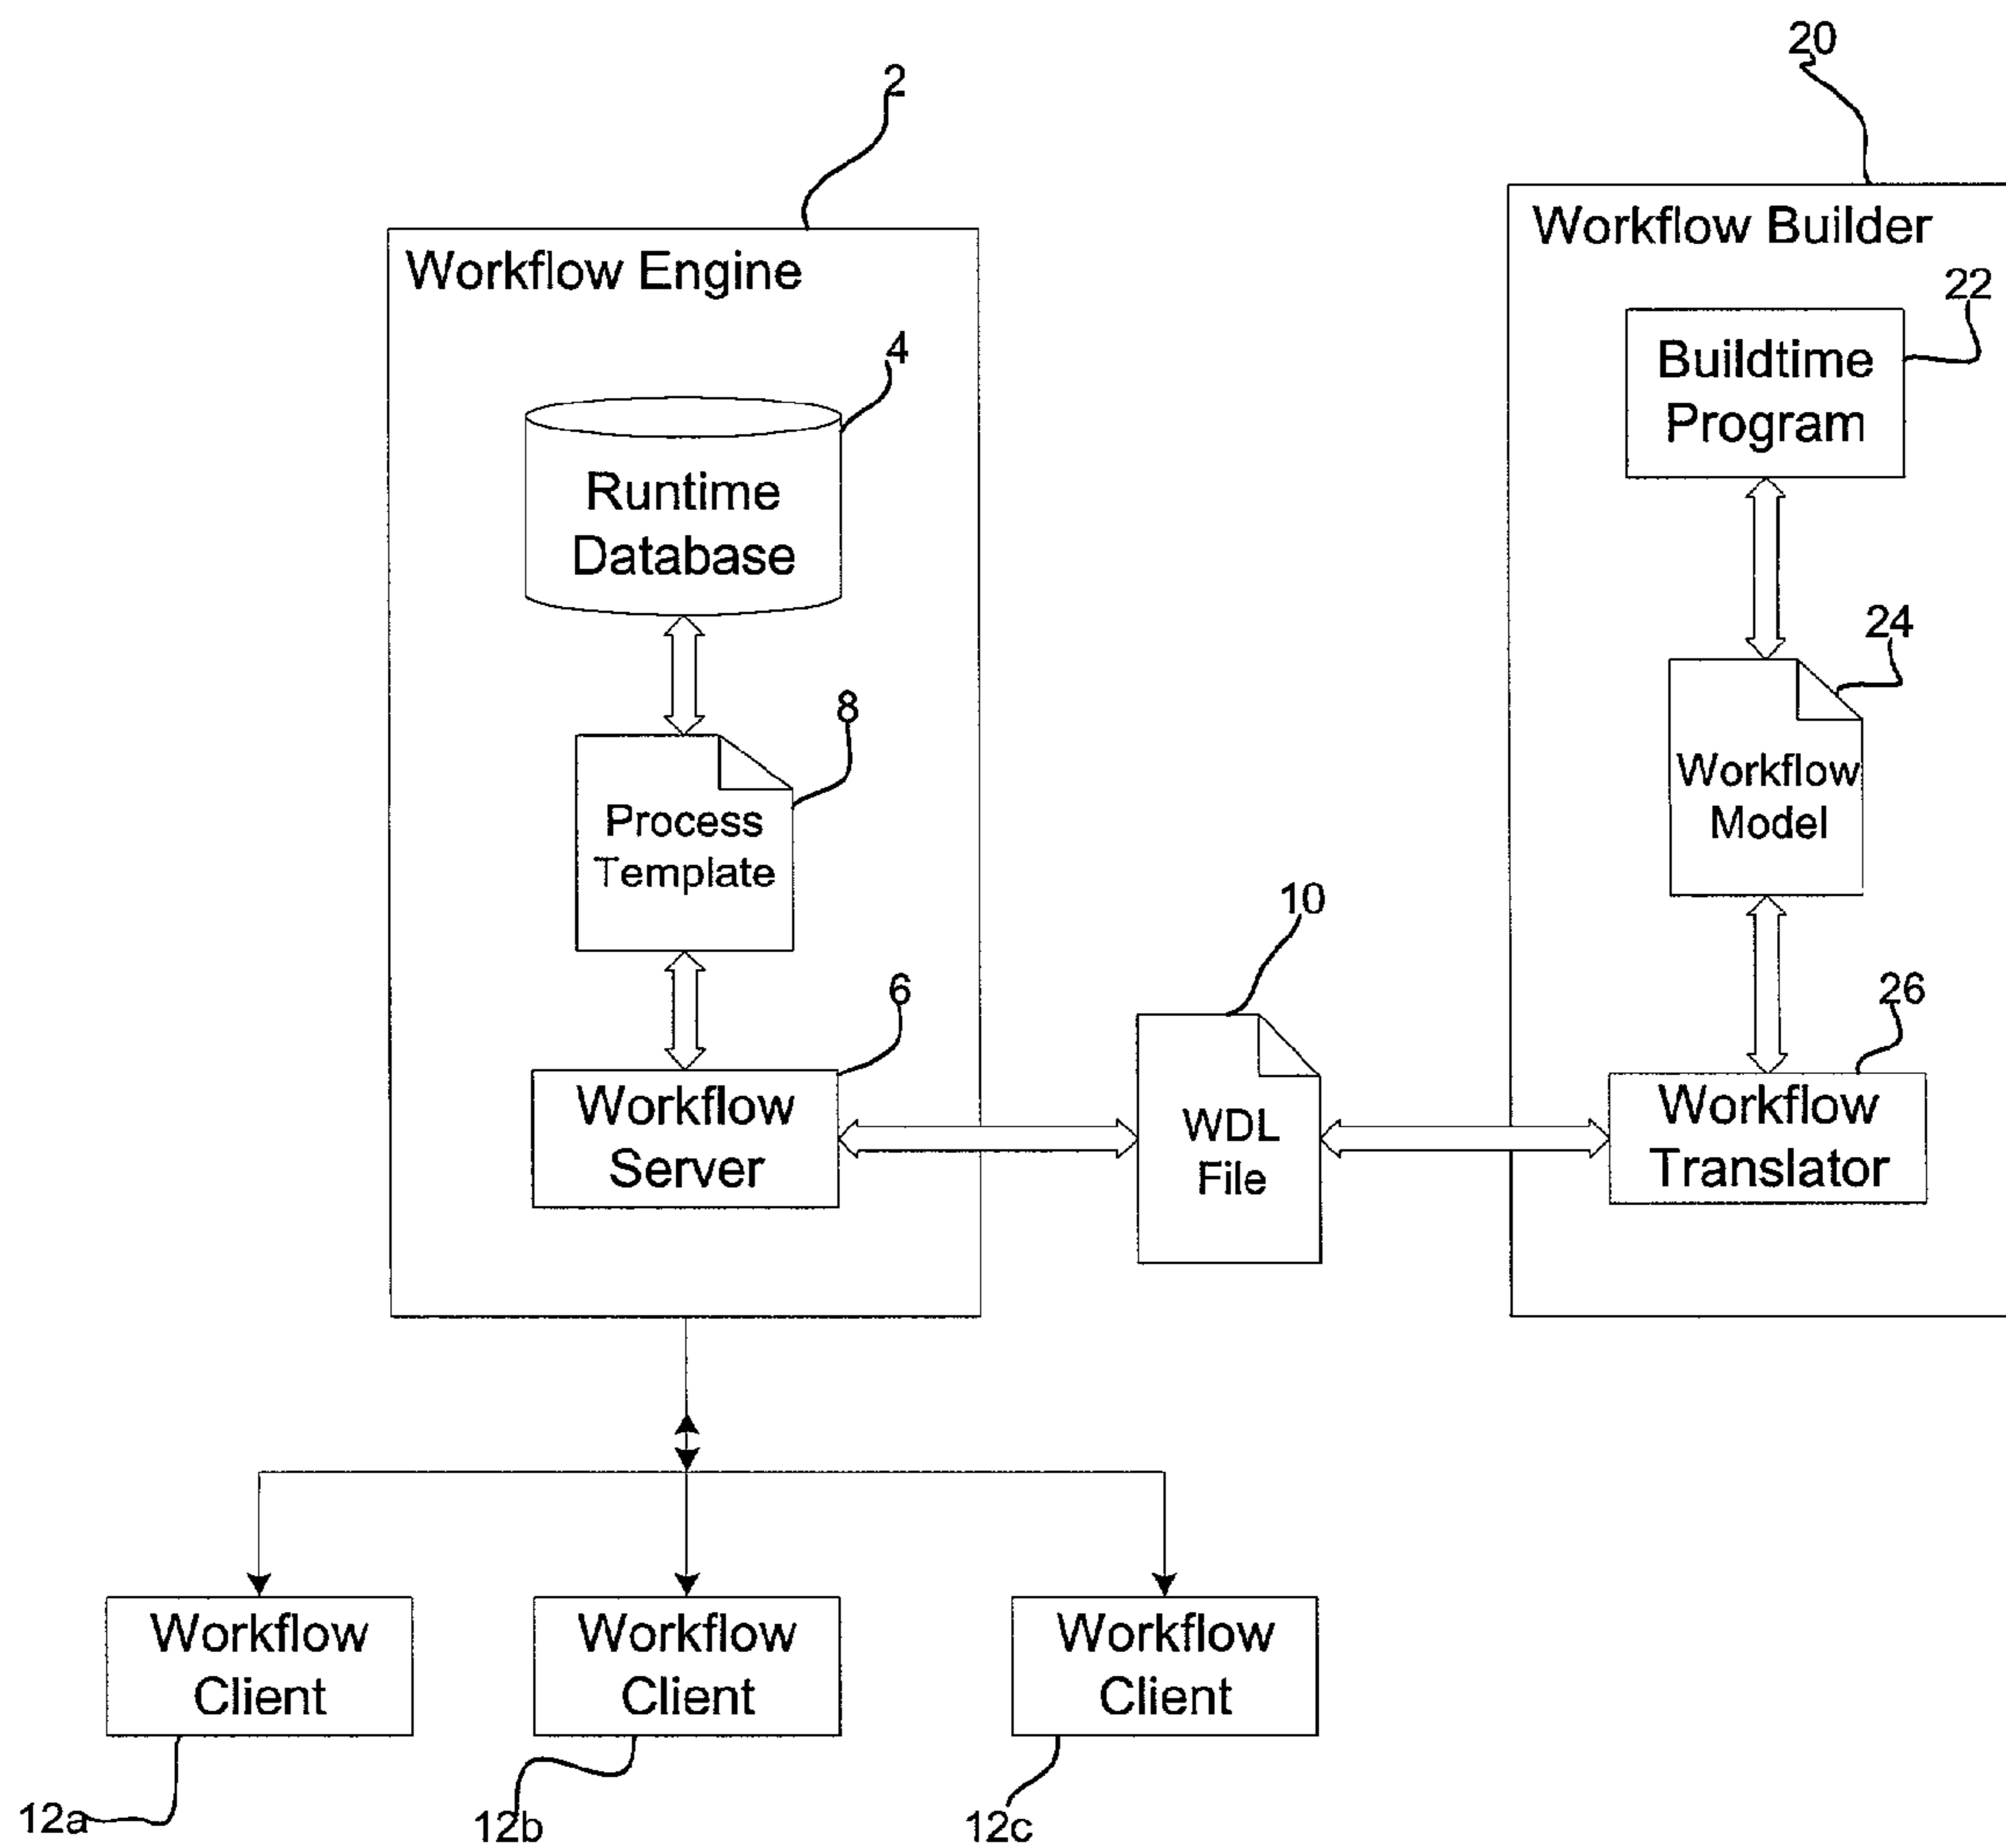 20
2
Workflow Builder
Workflow Engine
22
4
Buildtime
Program
Runtime
Database
24
8
Workflow
Model
Process
Template
10
6
26
Workflow
Server
WDL
File
Workflow
Translator
Workflow
Client
Workflow
Client
Workflow
Client
12a
12b
12c